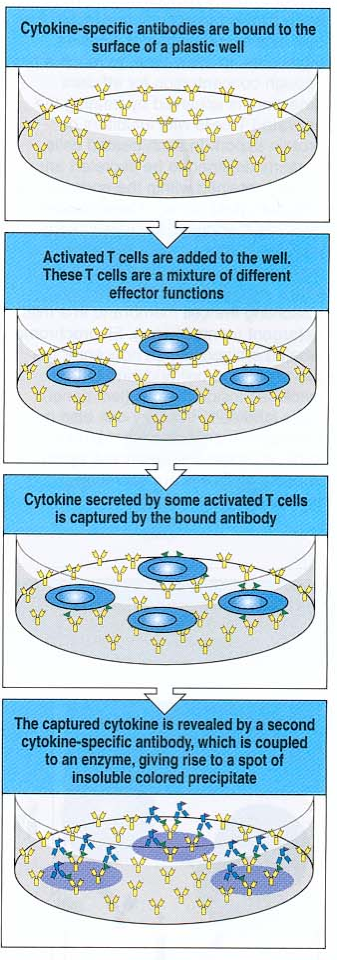 Cytokine-specific antibodies are bound to the
surface of a plastic well
Activated T cells are added to the well.
These T cells are a mixture of different
effector functions
Cytokine secreted by some activated T cells
is captured by the bound antibody
The captured cytokine is revealed by a second
cytokine-specific antibody, which is coupled
to an enzyme, giving rise to a spot of
insoluble colored precipitate